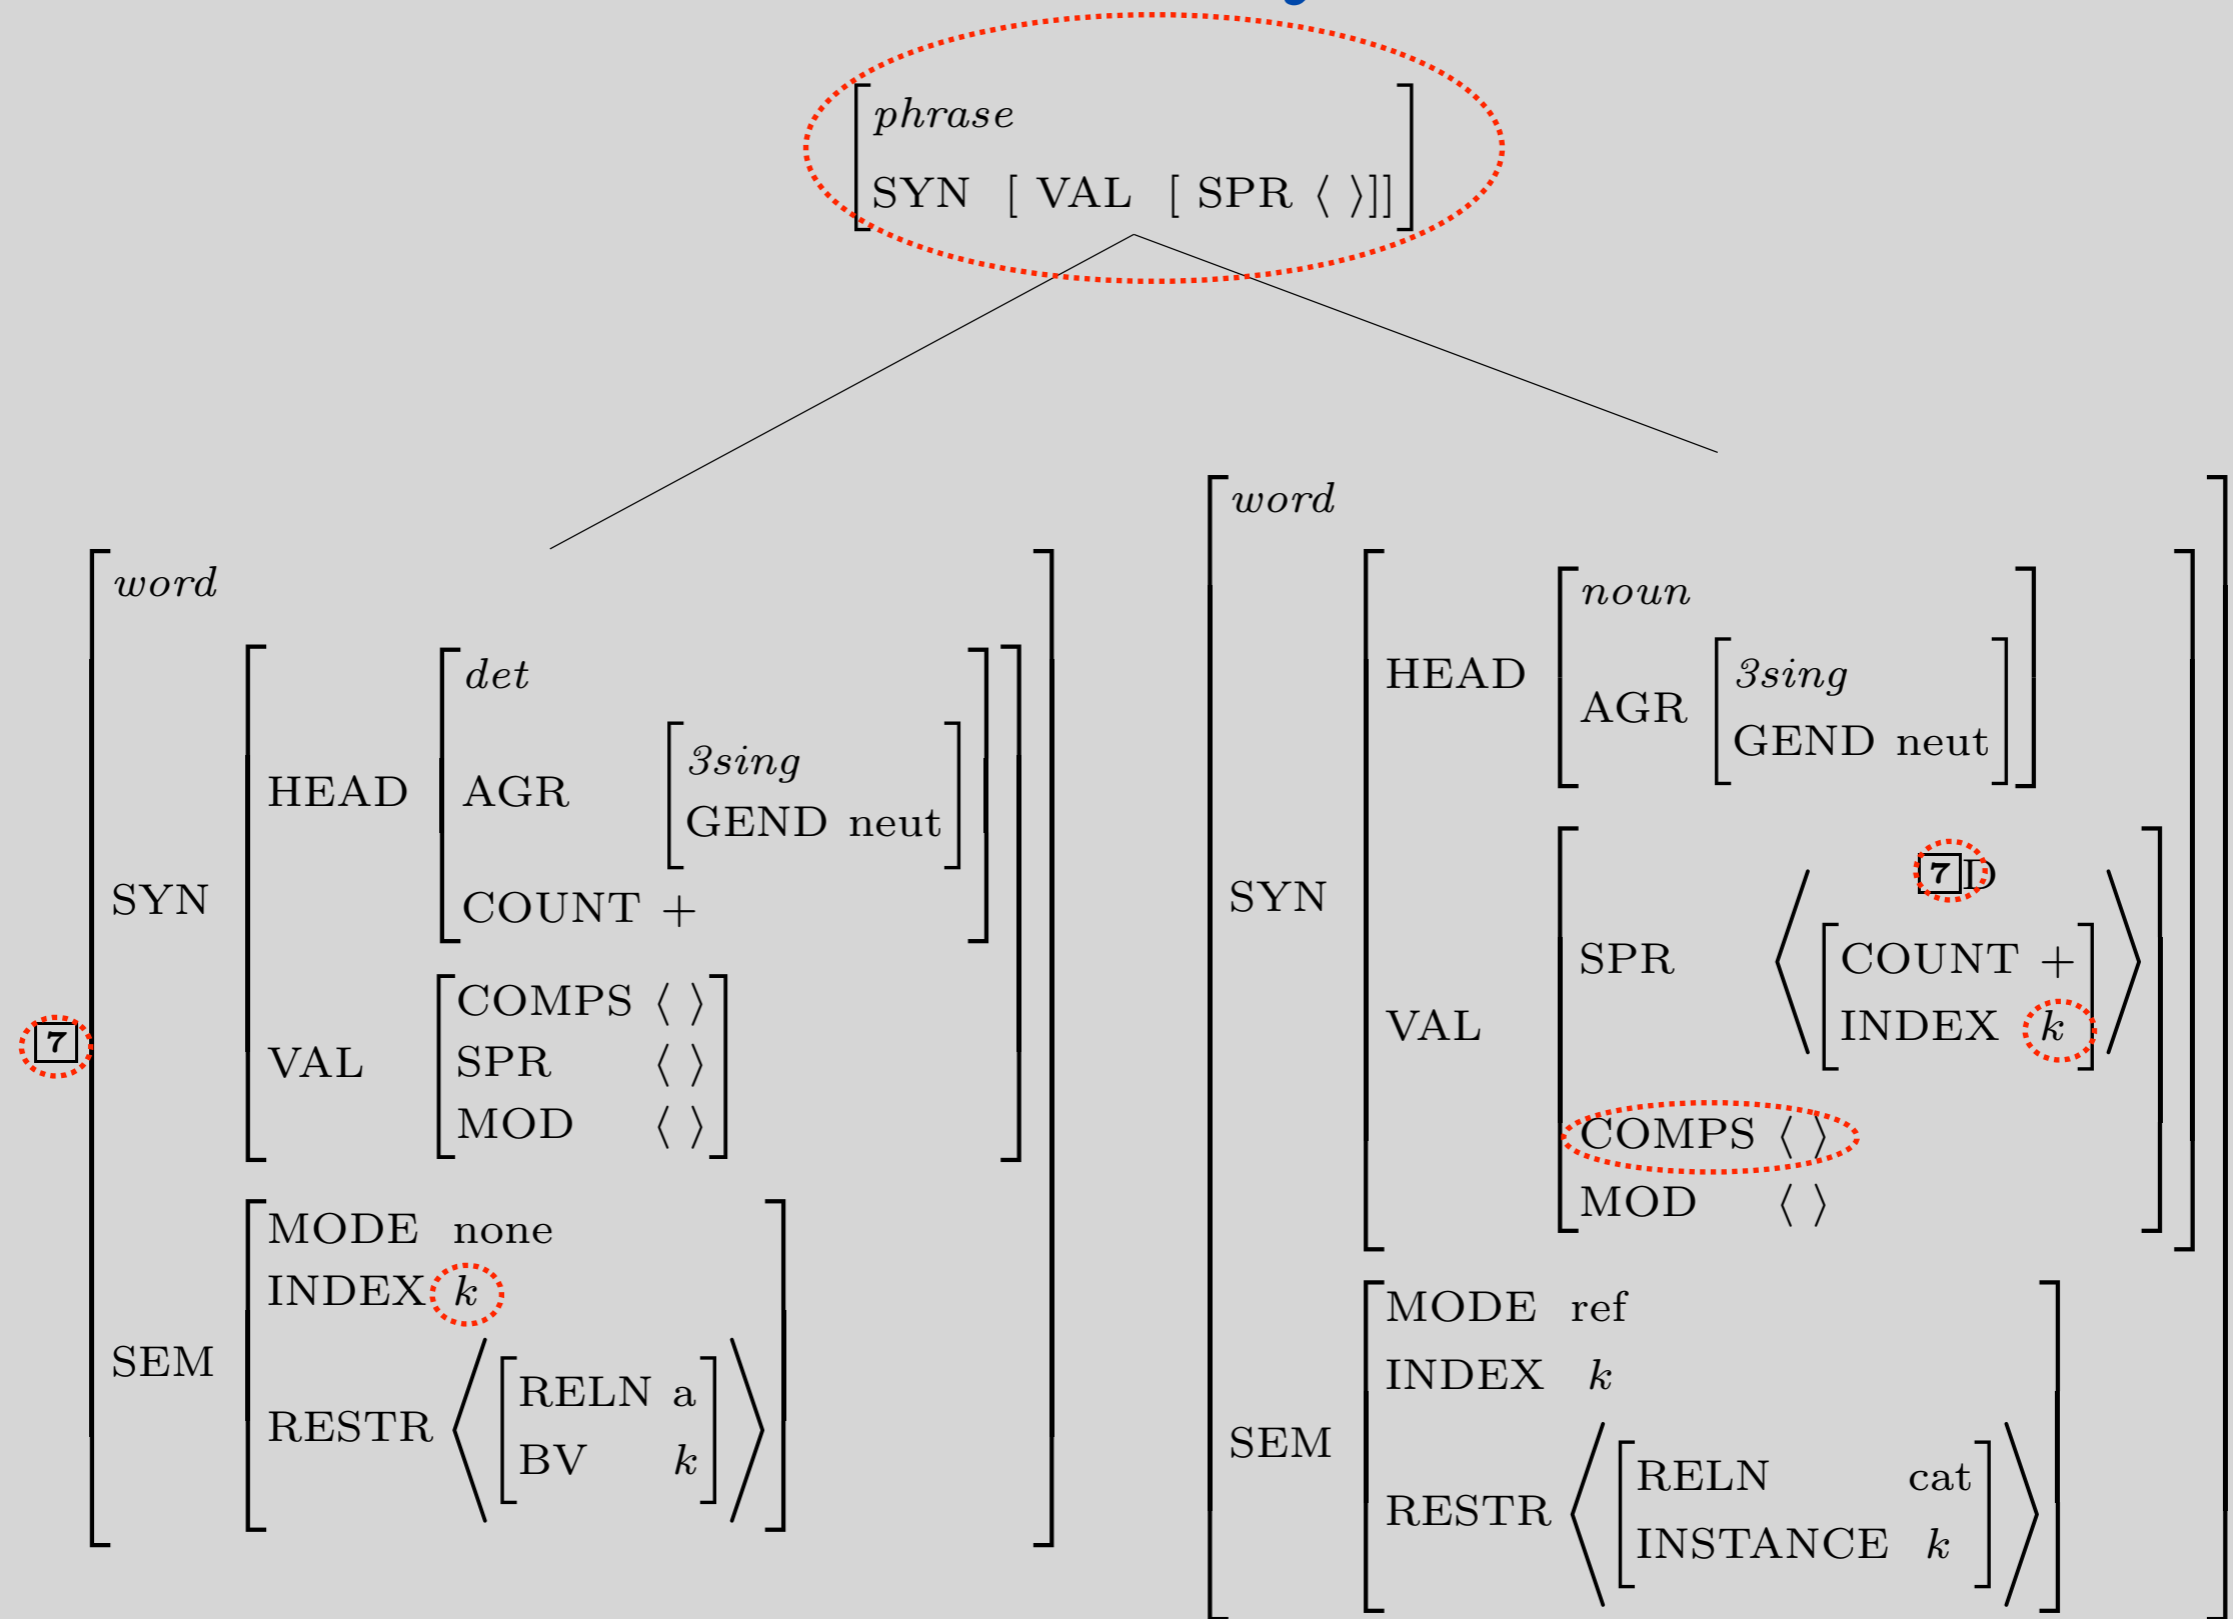 phrase
SYN [ VAL [ SPR ⟨ ⟩]]
7
word
SYN
HEAD
det
AGR
3sing
GEND neut
COUNT +
VAL
COMPS ⟨ ⟩
SPR ⟨ ⟩
MOD ⟨ ⟩
SEM
MODE none
INDEX k
RESTR
RELN a
BV k
word
SYN
HEAD
noun
AGR
3sing
GEND neut
VAL
SPR
7 D
COUNT +
INDEX k
COMPS ⟨ ⟩
MOD ⟨ ⟩
SEM
MODE ref
INDEX k
RESTR
RELN cat
INSTANCE k